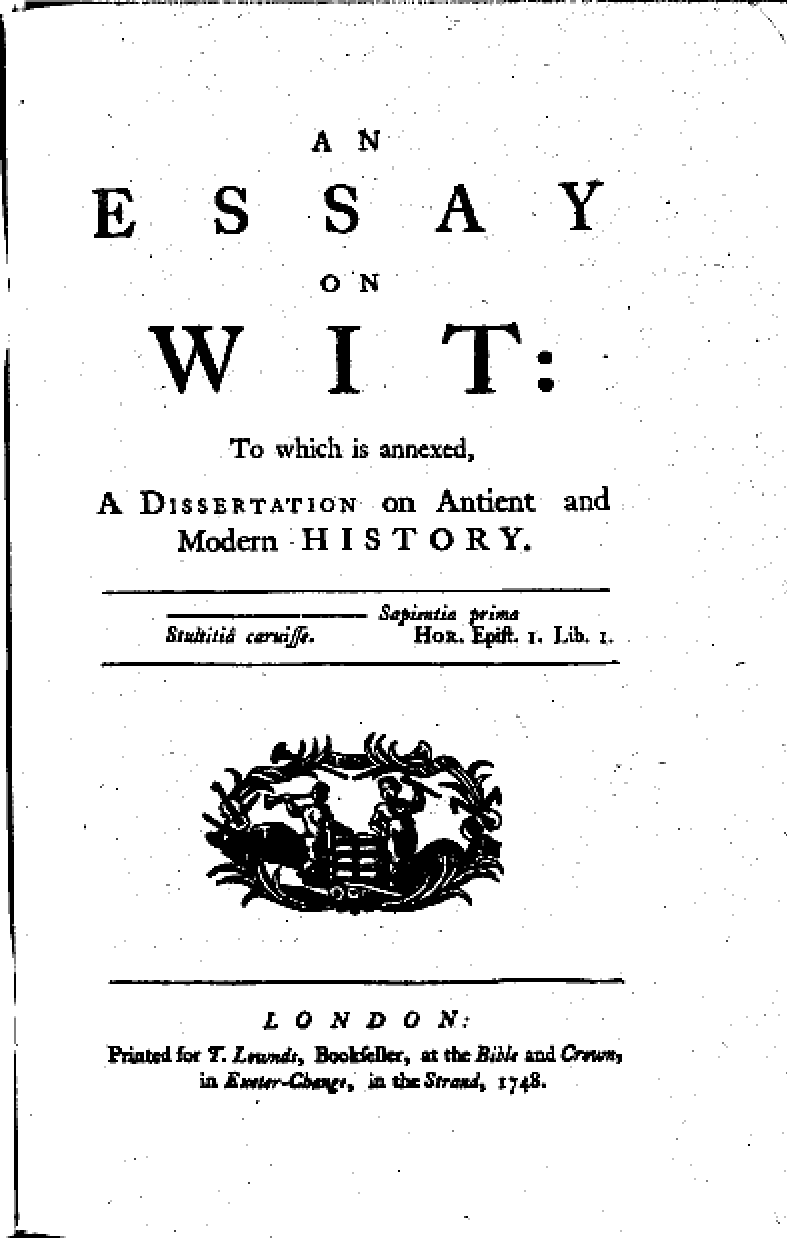 AN
ESSAY
ON
WIT:
To which is annexed,
A DISSERTATION on Antient and
Modern HISTORY.
Sapientia prima
Stultitiâ caruiſſe. HOR. Epiſt. 1. Lib. 1.
LONDON:
Printed for T. Lownds, Bookſeller, at the Bible and Crown,
in Exeter-Change, in the Strand, 1748.